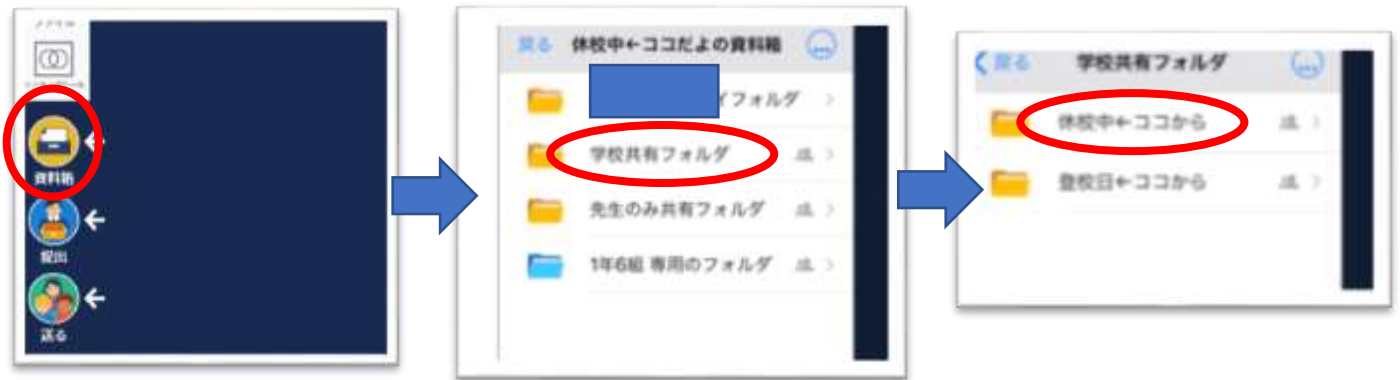 資料箱
提出
送る
戻る 休校中←ココだよの資料箱
イフォルダ
学校共有フォルダ
先生のみ共有フォルダ
1年6組 専用のフォルダ
戻る 学校共有フォルダ
休校中←ココから
登校日←ココから